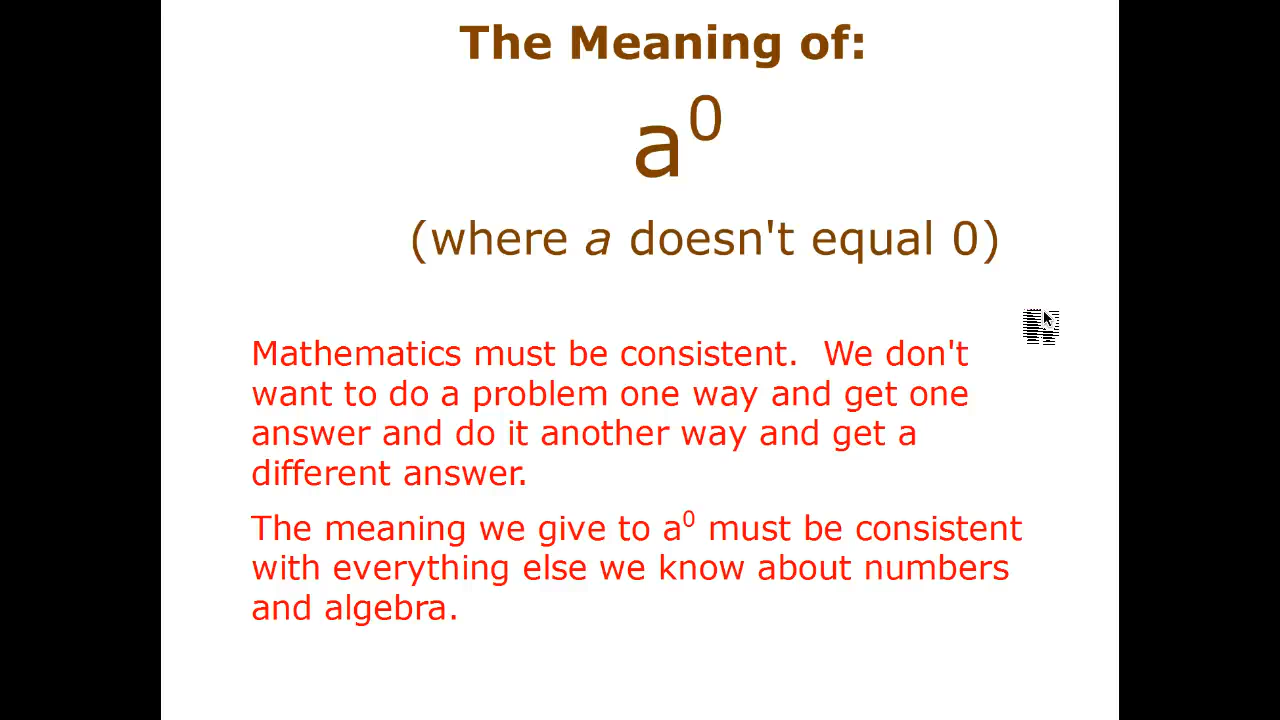 The Meaning of:
a⁰
(where a doesn't equal 0)
Mathematics must be consistent.  We don't
want to do a problem one way and get one
answer and do it another way and get a
different answer.
The meaning we give to a⁰ must be consistent
with everything else we know about numbers
and algebra.